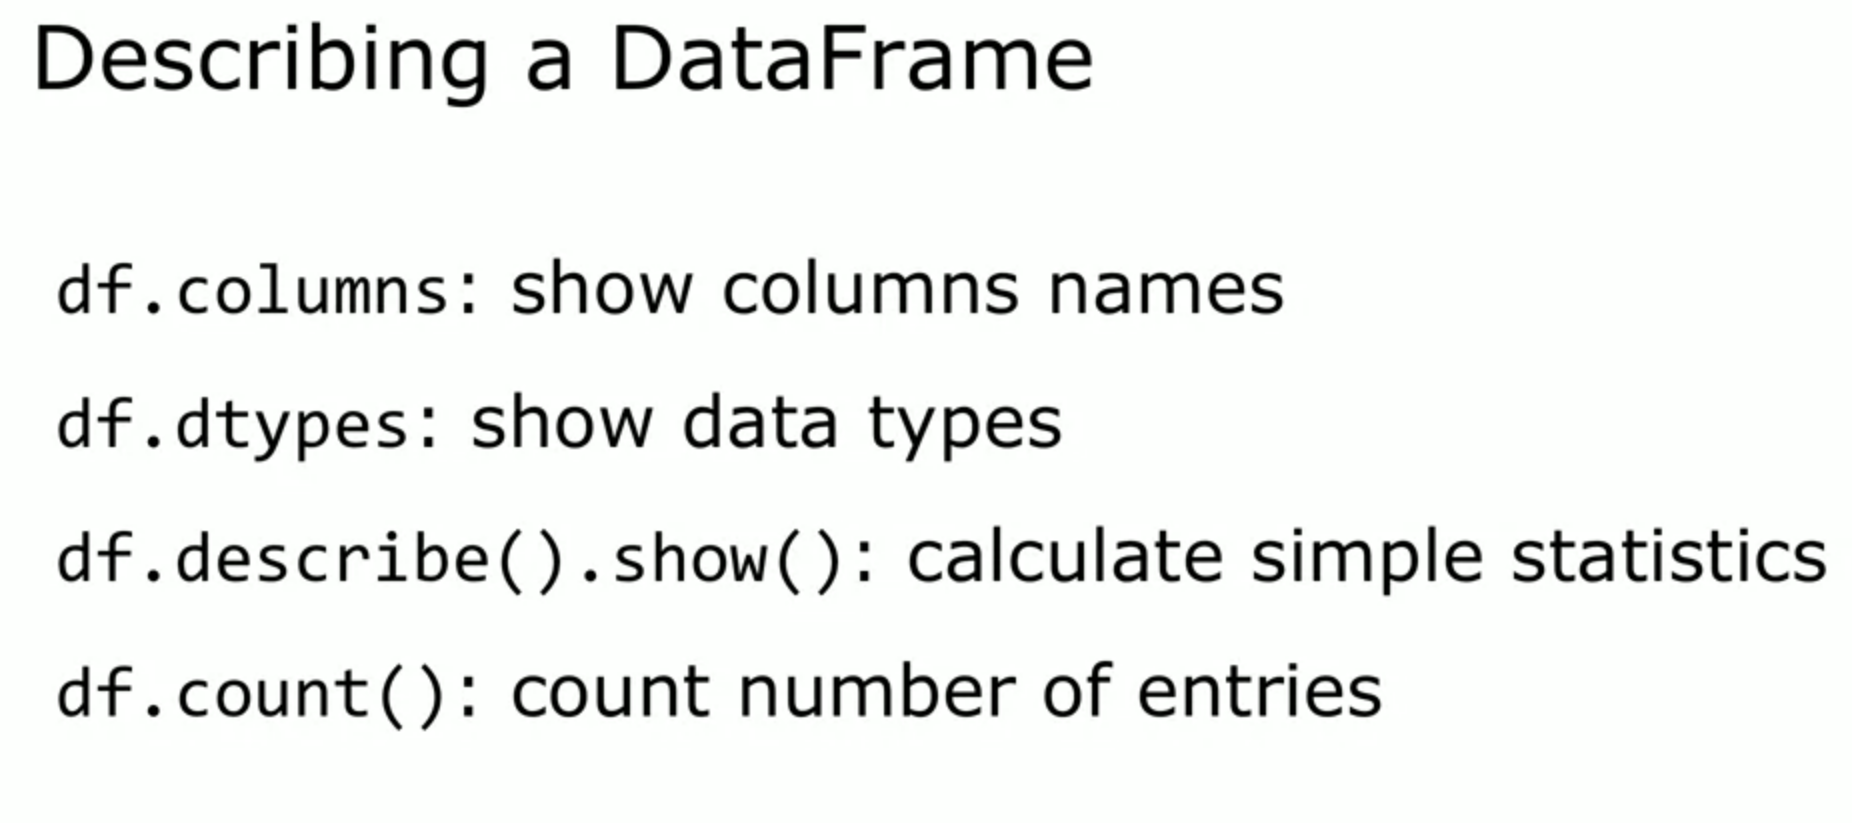 Describing a DataFrame
df.columns: show columns names
df.dtypes: show data types
df.describe().show(): calculate simple statistics
df.count(): count number of entries